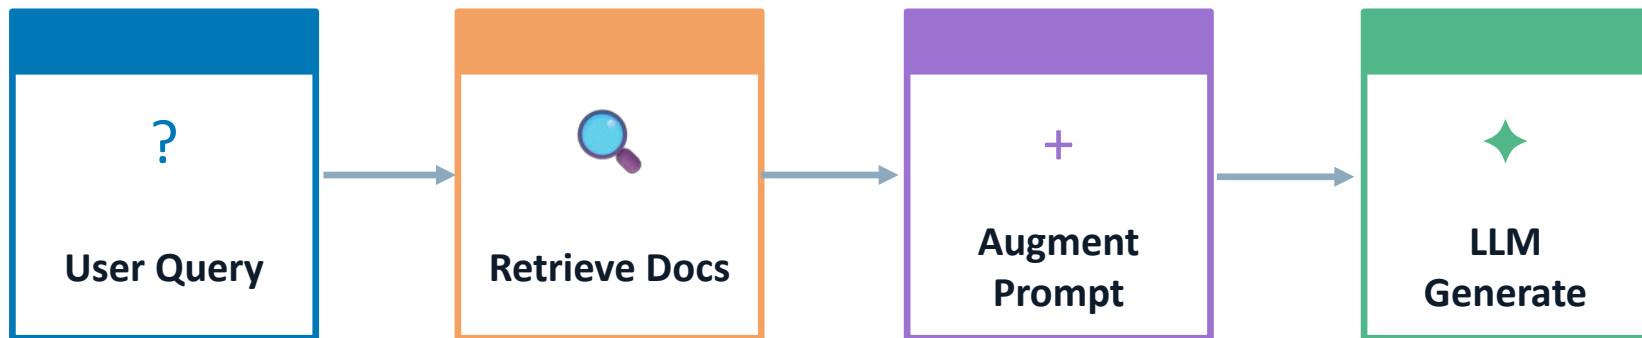 ?
+
User Query
Retrieve Docs
Augment
Prompt
LLM
Generate